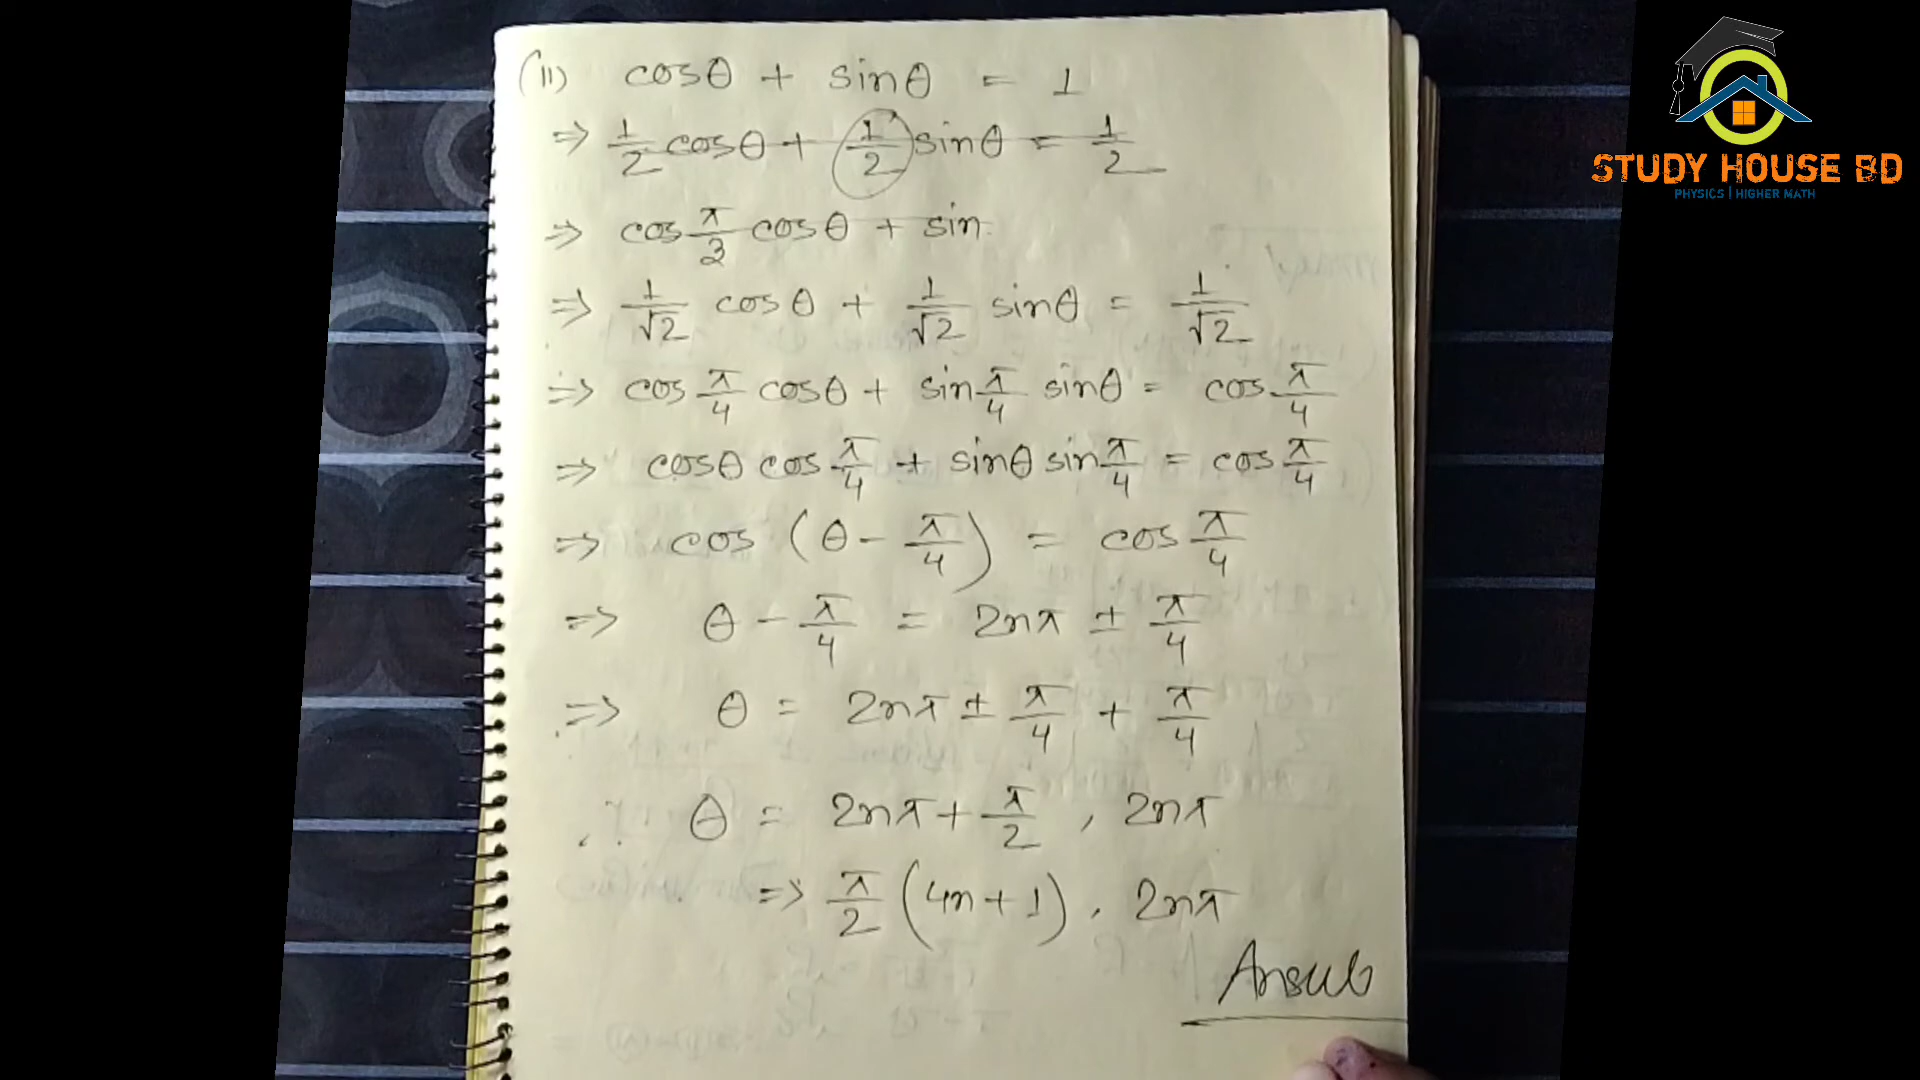 (ii) cosθ + sinθ = 1
⇒ 1/2 cosθ + 1/2 sinθ = 1/2
⇒ cos π/3 cosθ + sin
⇒ 1/√2 cosθ + 1/√2 sinθ = 1/√2
⇒ cos π/4 cosθ + sin π/4 sinθ = cos π/4
⇒ cosθ cos π/4 + sinθ sin π/4 = cos π/4
⇒ cos (θ - π/4) = cos π/4
⇒ θ - π/4 = 2nπ ± π/4
⇒ θ = 2nπ ± π/4 + π/4
∴ θ = 2nπ + π/2 , 2nπ
⇒ π/2 (4n + 1) , 2nπ
STUDY HOUSE BD
PHYSICS | HIGHER MATH